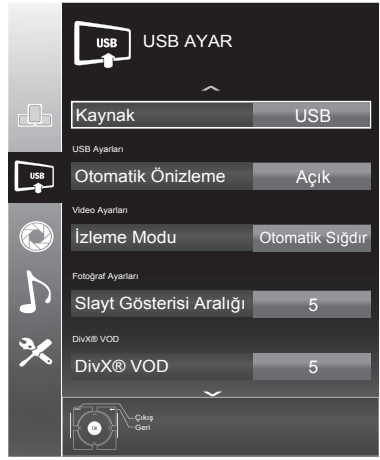 USB USB AYAR
Kaynak USB
USB Ayarları
USB
Otomatik Önizleme Açık
Video Ayarları
İzleme Modu Otomatik Sığdır
Fotoğraf Ayarları
Slayt Gösterisi Aralığı 5
DivX® VOD
DivX® VOD 5
Çıkış
OK
Geri